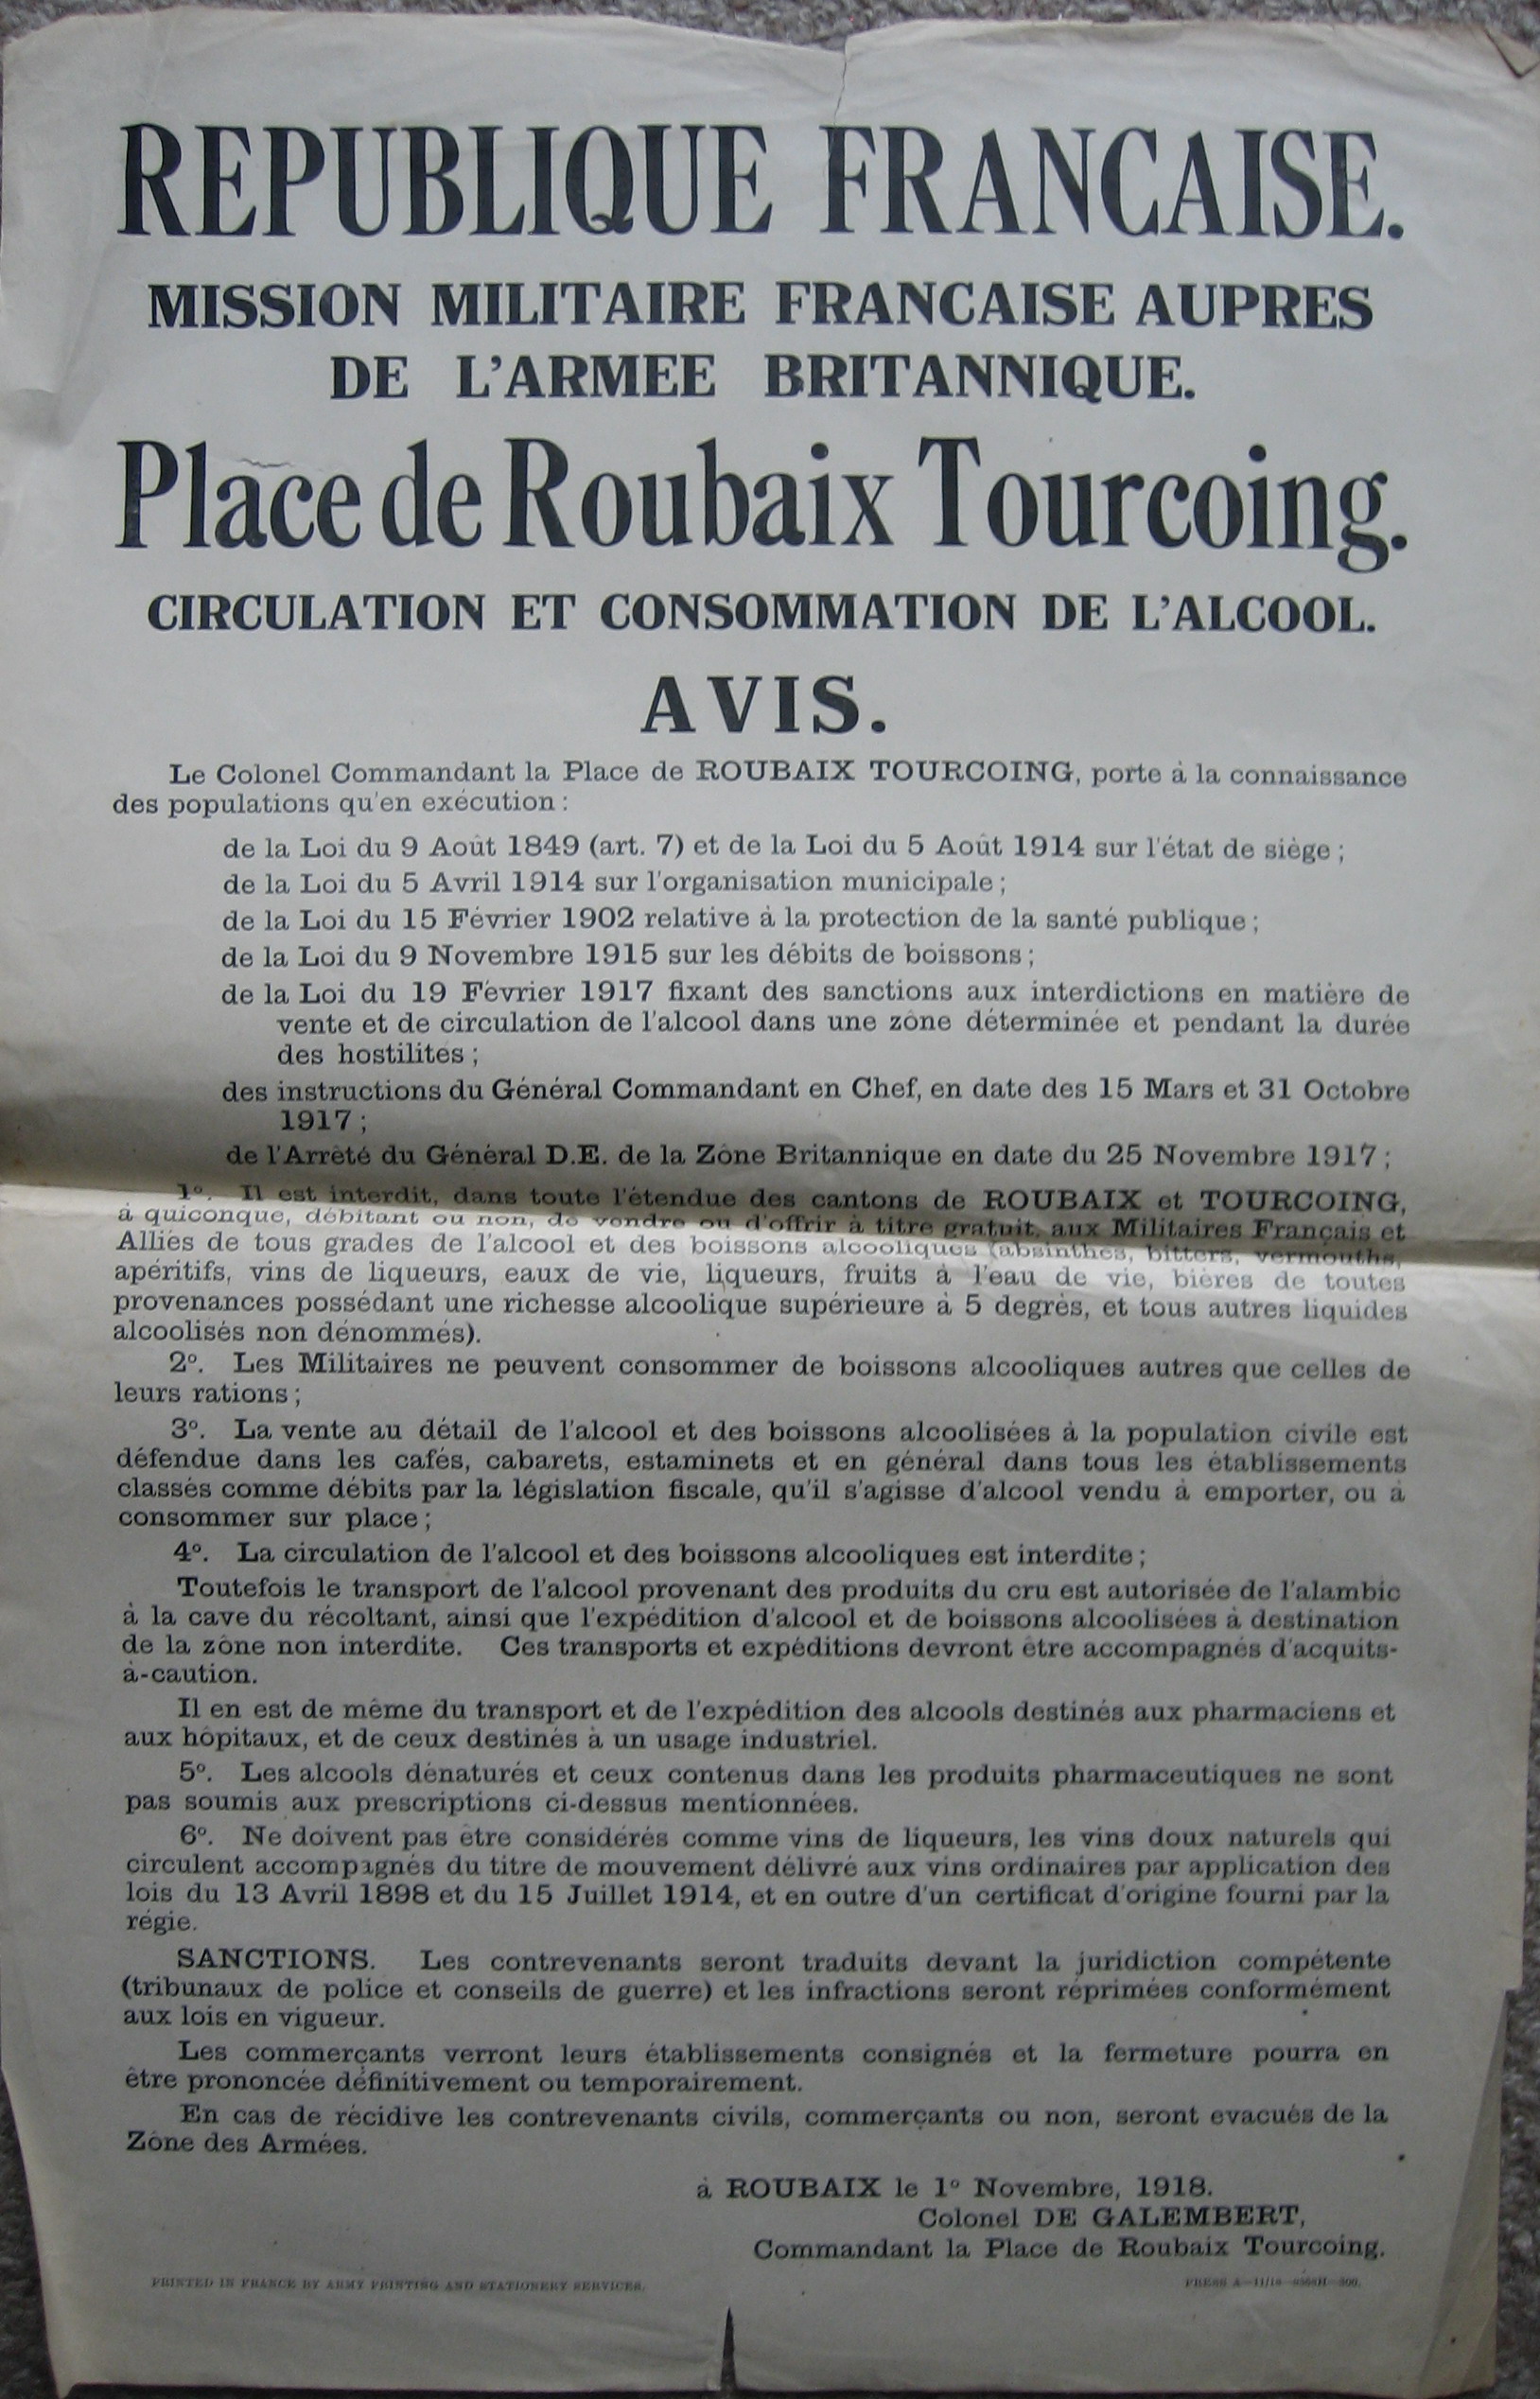 REPUBLIQUE FRANCAISE.
MISSION MILITAIRE FRANCAISE AUPRES
DE L'ARMEE BRITANNIQUE.
Place de Roubaix Tourcoing.
CIRCULATION ET CONSOMMATION DE L'ALCOOL.
AVIS.
Le Colonel Commandant la Place de ROUBAIX TOURCOING, porte à la connaissance
des populations qu'en exécution :
de la Loi du 9 Août 1849 (art. 7) et de la Loi du 5 Août 1914 sur l'état de siège ;
de la Loi du 5 Avril 1914 sur l'organisation municipale ;
de la Loi du 15 Février 1902 relative à la protection de la santé publique ;
de la Loi du 9 Novembre 1915 sur les débits de boissons ;
de la Loi du 19 Février 1917 fixant des sanctions aux interdictions en matière de
vente et de circulation de l'alcool dans une zône déterminée et pendant la durée
des hostilités ;
des instructions du Général Commandant en Chef, en date des 15 Mars et 31 Octobre
1917 ;
de l'Arrêté du Général D.E. de la Zône Britannique en date du 25 Novembre 1917 ;
1º. Il est interdit, dans toute l'étendue des cantons de ROUBAIX et TOURCOING,
à quiconque, débitant ou non, de vendre ou d'offrir à titre gratuit, aux Militaires Français et
Alliés de tous grades de l'alcool et des boissons alcooliques (absinthes, bitters, vermouths,
apéritifs, vins de liqueurs, eaux de vie, liqueurs, fruits à l'eau de vie, bières de toutes
provenances possédant une richesse alcoolique supérieure à 5 degrés, et tous autres liquides
alcoolisés non dénommés).
2º. Les Militaires ne peuvent consommer de boissons alcooliques autres que celles de
leurs rations ;
3º. La vente au détail de l'alcool et des boissons alcoolisées à la population civile est
défendue dans les cafés, cabarets, estaminets et en général dans tous les établissements
classés comme débits par la législation fiscale, qu'il s'agisse d'alcool vendu à emporter, ou à
consommer sur place ;
4º. La circulation de l'alcool et des boissons alcooliques est interdite ;
Toutefois le transport de l'alcool provenant des produits du cru est autorisée de l'alambic
à la cave du récoltant, ainsi que l'expédition d'alcool et de boissons alcoolisées à destination
de la zône non interdite. Ces transports et expéditions devront être accompagnés d'acquits-
à-caution.
Il en est de même du transport et de l'expédition des alcools destinés aux pharmaciens et
aux hôpitaux, et de ceux destinés à un usage industriel.
5º. Les alcools dénaturés et ceux contenus dans les produits pharmaceutiques ne sont
pas soumis aux prescriptions ci-dessus mentionnées.
6º. Ne doivent pas être considérés comme vins de liqueurs, les vins doux naturels qui
circulent accompagnés du titre de mouvement délivré aux vins ordinaires par application des
lois du 13 Avril 1898 et du 15 Juillet 1914, et en outre d'un certificat d'origine fourni par la
régie.
SANCTIONS. Les contrevenants seront traduits devant la juridiction compétente
(tribunaux de police et conseils de guerre) et les infractions seront réprimées conformément
aux lois en vigueur.
Les commerçants verront leurs établissements consignés et la fermeture pourra en
être prononcée définitivement ou temporairement.
En cas de récidive les contrevenants civils, commerçants ou non, seront evacués de la
Zône des Armées.
à ROUBAIX le 1º Novembre, 1918.
Colonel DE GALEMBERT,
Commandant la Place de Roubaix Tourcoing.
PRINTED IN FRANCE BY ARMY PRINTING AND STATIONERY SERVICES.
PRESS A—11/18